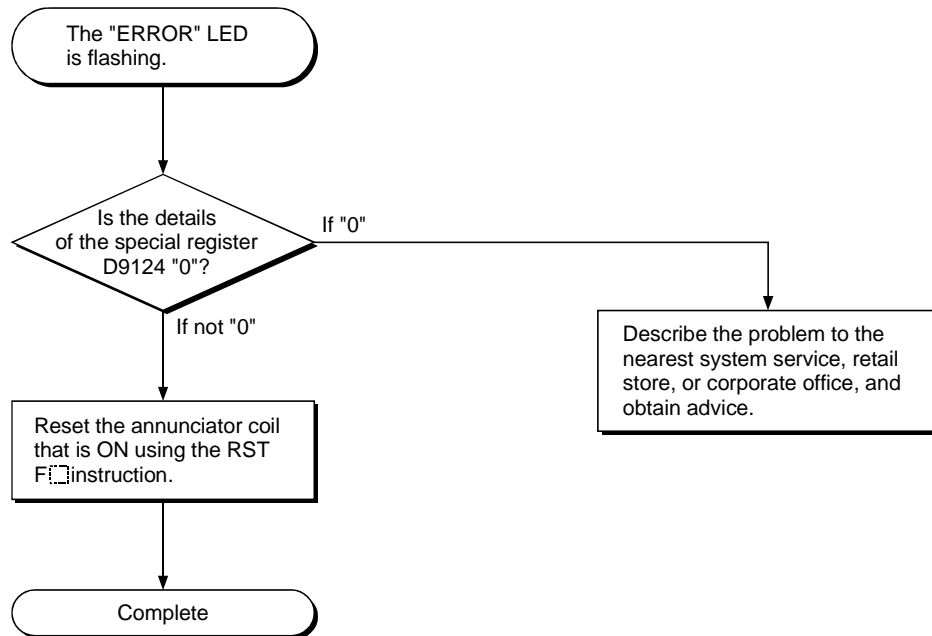 The "ERROR" LED
is flashing.
Is the details
of the special register
D9124 "0"?
If "0"
If not "0"
Describe the problem to the
nearest system service, retail
store, or corporate office, and
obtain advice.
Reset the annunciator coil
that is ON using the RST
F instruction.
Complete